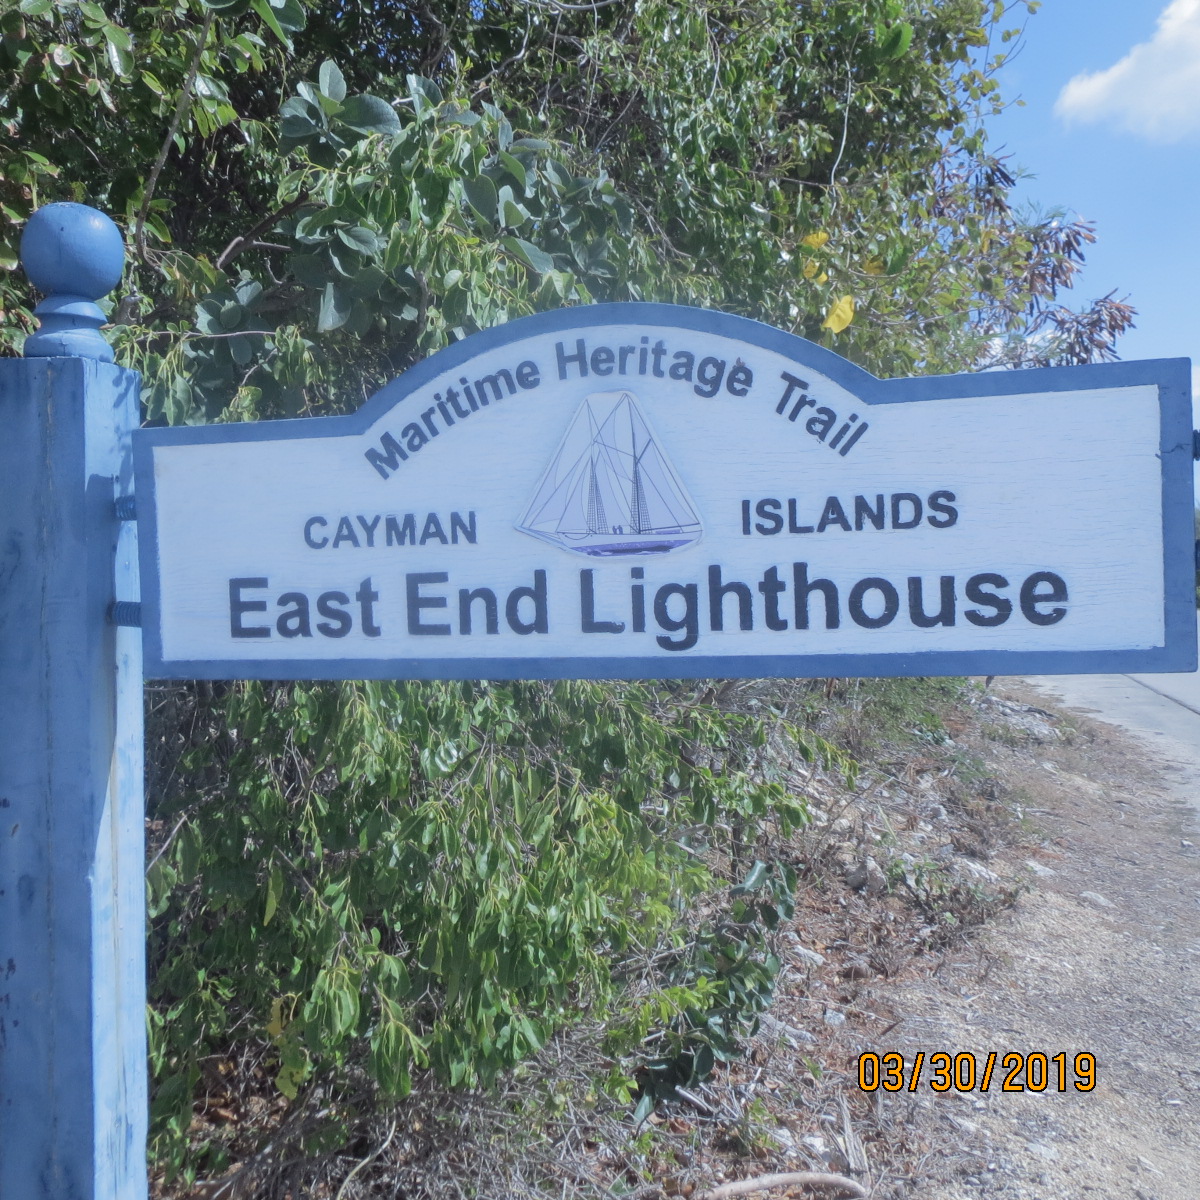 Maritime Heritage Trail
CAYMAN ISLANDS
East End Lighthouse
03/30/2019